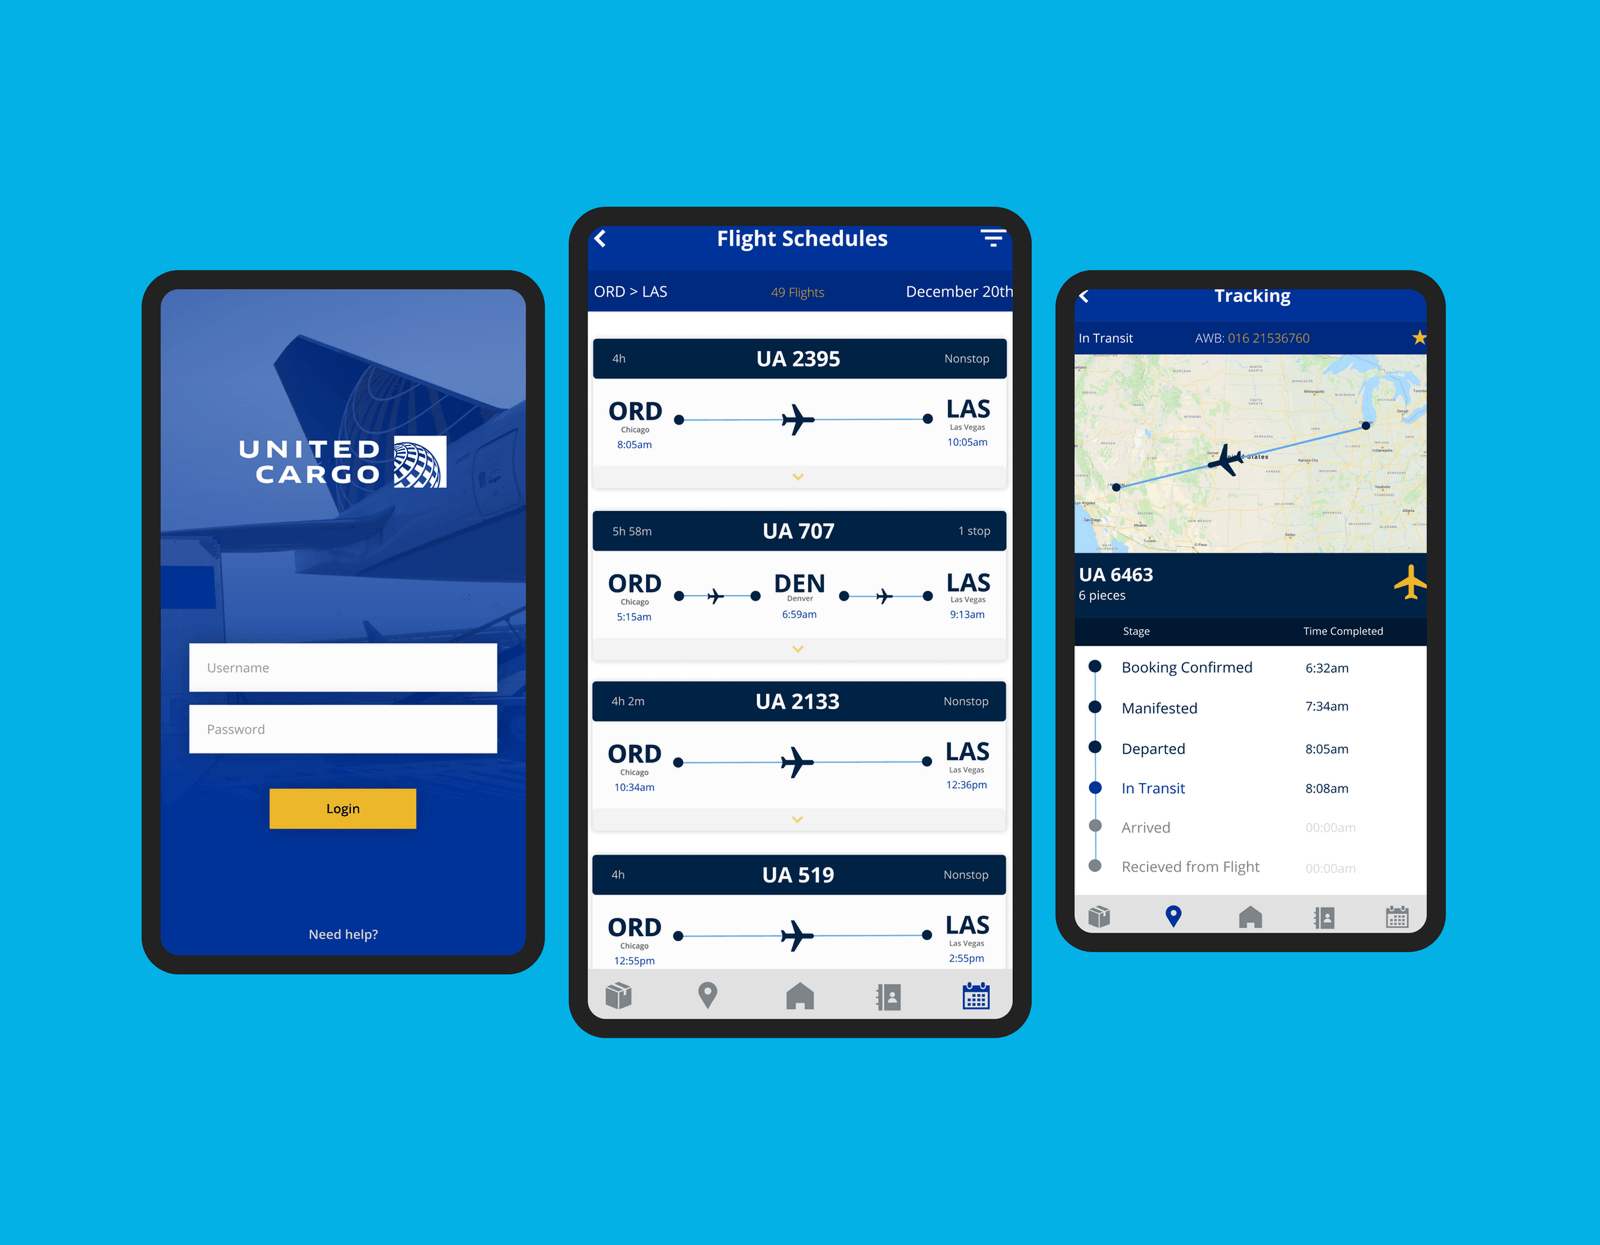 UNITED
CARGO
Username
Password
Login
Need help?
Flight Schedules
ORD > LAS 49 Flights December 20th
4h UA 2395 Nonstop
ORD LAS
Chicago Las Vegas
8:05am 10:05am
5h 58m UA 707 1 stop
ORD DEN LAS
Chicago Denver Las Vegas
5:15am 6:59am 9:13am
4h 2m UA 2133 Nonstop
ORD LAS
Chicago Las Vegas
10:34am 12:36pm
4h UA 519 Nonstop
ORD LAS
Chicago Las Vegas
12:55pm 2:55pm
Tracking
In Transit AWB: 016 21536760
UA 6463
6 pieces
Stage Time Completed
Booking Confirmed 6:32am
Manifested 7:34am
Departed 8:05am
In Transit 8:08am
Arrived 00:00am
Recieved from Flight 00:00am